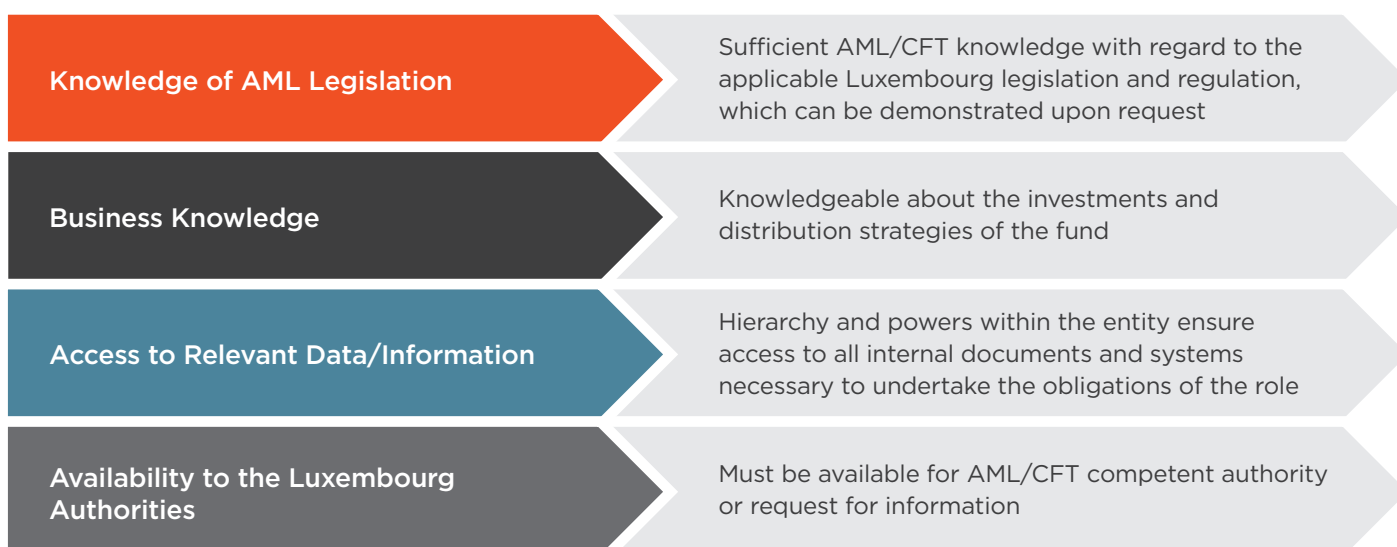 Knowledge of AML Legislation
Sufficient AML/CFT knowledge with regard to the
applicable Luxembourg legislation and regulation,
which can be demonstrated upon request
Business Knowledge
Knowledgeable about the investments and
distribution strategies of the fund
Access to Relevant Data/Information
Hierarchy and powers within the entity ensure
access to all internal documents and systems
necessary to undertake the obligations of the role
Availability to the Luxembourg
Authorities
Must be available for AML/CFT competent authority
or request for information